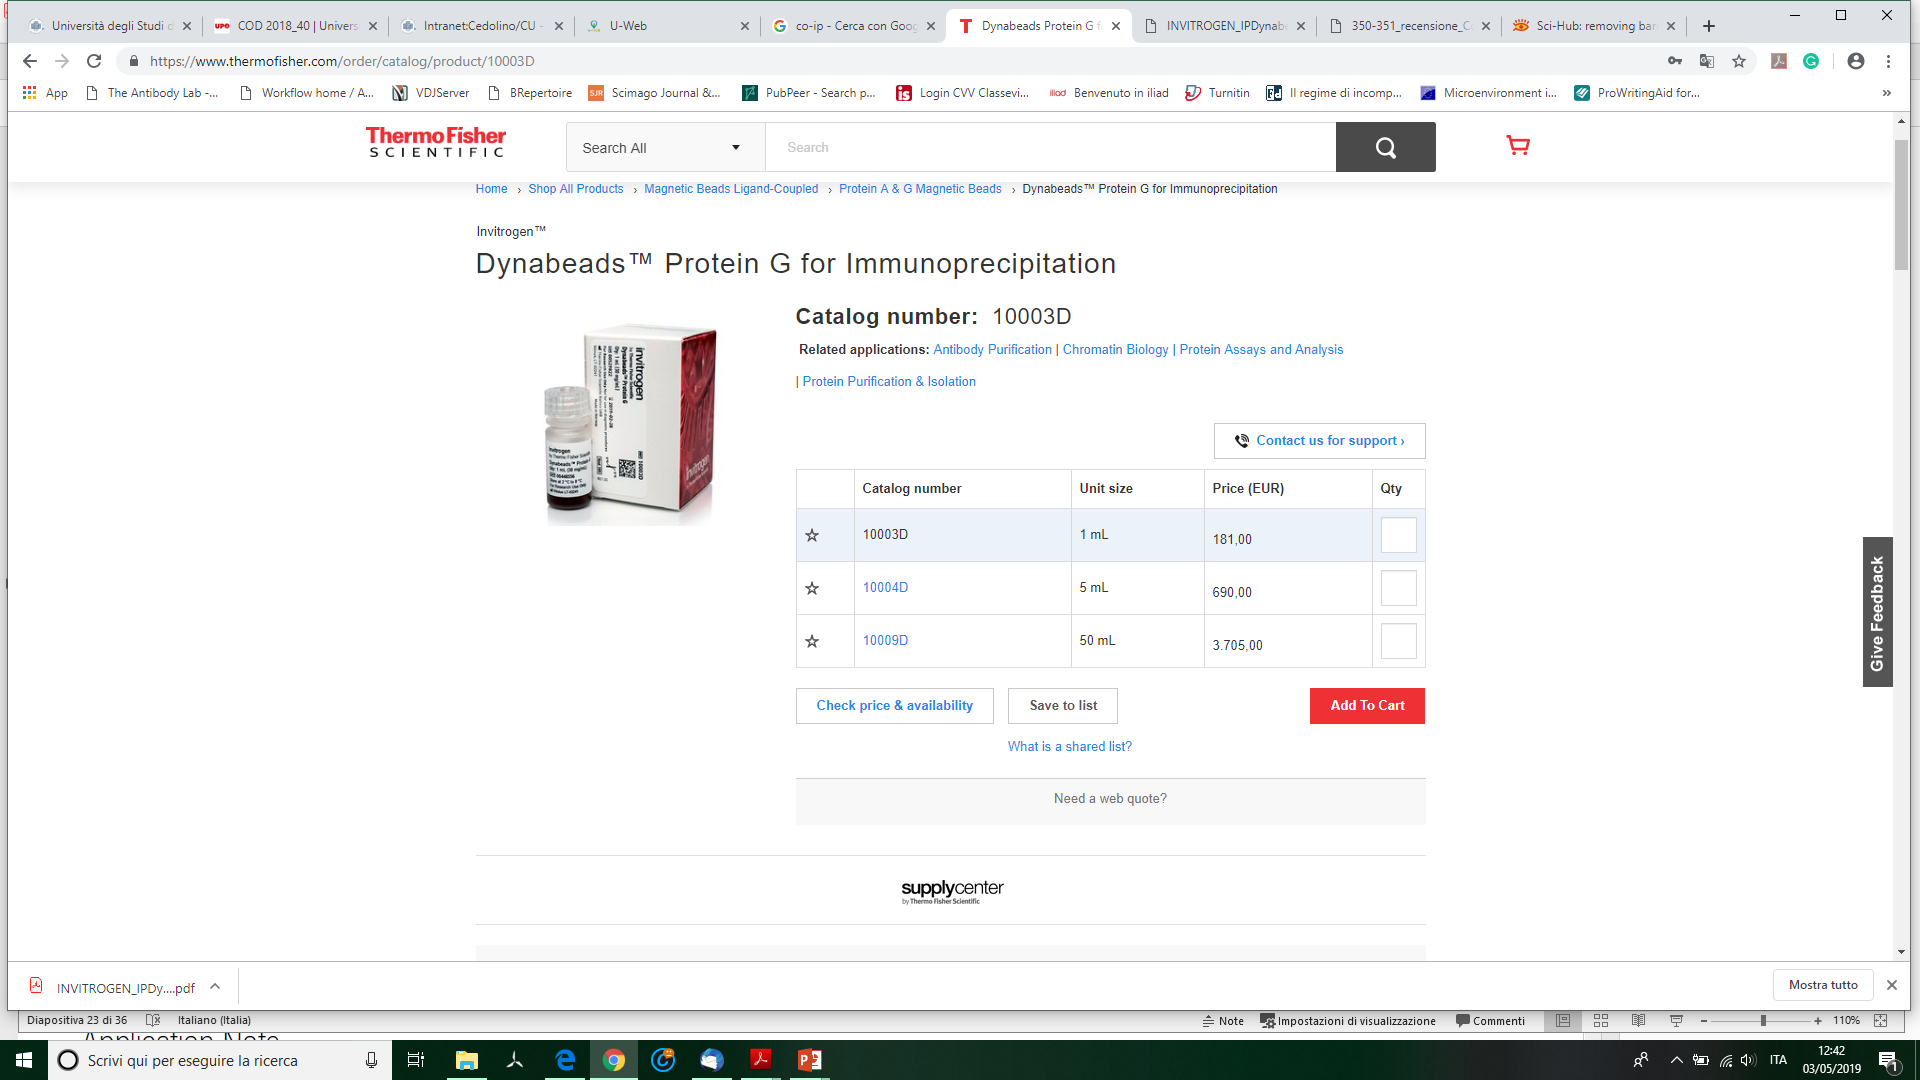 Università degli Studi d
COD 2018_40 | Univers
Intranet:Cedolino/CU -
U-Web
co-ip - Cerca con Goog
Dynabeads Protein G f
INVITROGEN_IPDynab
350-351_recensione_C
Sci-Hub: removing bar
https://www.thermofisher.com/order/catalog/product/10003D
App
The Antibody Lab -...
Workflow home / A...
VDJServer
BRepertoire
Scimago Journal &...
PubPeer - Search p...
Login CVV Classevi...
Benvenuto in iliad
Turnitin
Il regime di incomp...
Microenvironment i...
ProWritingAid for...
»
ThermoFisher
SCIENTIFIC
Search All
Search
Home › Shop All Products › Magnetic Beads Ligand-Coupled › Protein A & G Magnetic Beads › Dynabeads™ Protein G for Immunoprecipitation
Invitrogen™
Dynabeads™ Protein G for Immunoprecipitation
Catalog number: 10003D
Related applications: Antibody Purification | Chromatin Biology | Protein Assays and Analysis
| Protein Purification & Isolation
invitrogen
Contact us for support ›
Catalog number Unit size Price (EUR) Qty
10003D 1 mL 181,00
10004D 5 mL 690,00
10009D 50 mL 3.705,00
Check price & availability
Save to list
Add To Cart
What is a shared list?
Need a web quote?
supplycenter
by Thermo Fisher Scientific
Give Feedback
INVITROGEN_IPDy....pdf
Mostra tutto
Diapositiva 23 di 36
Italiano (Italia)
Note
Impostazioni di visualizzazione
Commenti
110%
Application Note
Scrivi qui per eseguire la ricerca
ITA
12:42
03/05/2019
1